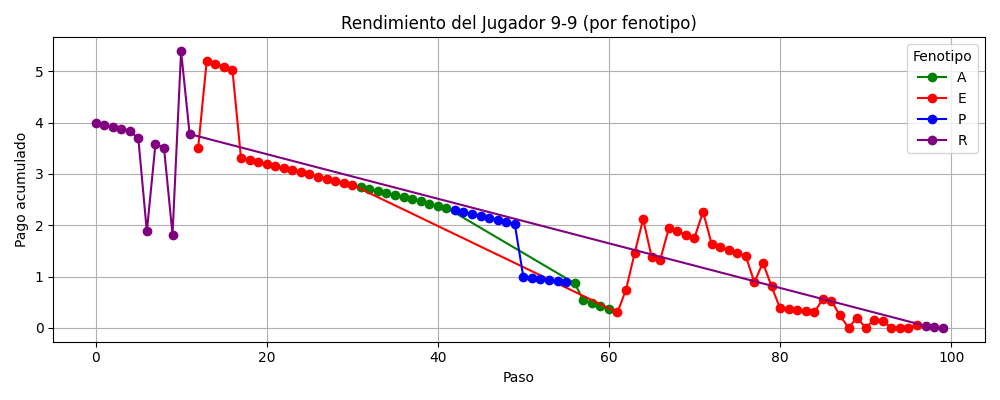 Rendimiento del Jugador 9-9 (por fenotipo)
Pago acumulado
5
4
3
2
1
0
0 20 40 60 80 100
Paso
Fenotipo
A
E
P
R